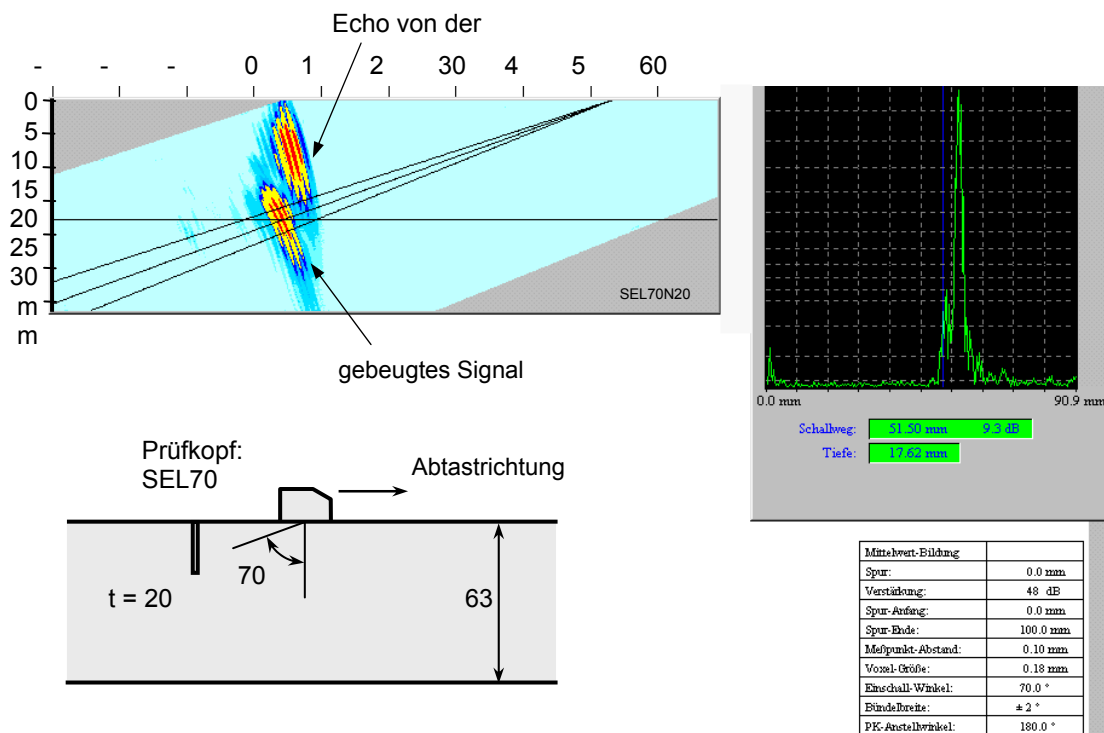 Echo von der
- - - 0 1 2 30 4 5 60
0
5
10
15
20
25
30
m
m
SEL70N20
gebeugtes Signal
0.0 mm 90.9 mm
Schallweg: 51.50 mm 9.3 dB
Tiefe: 17.62 mm
Prüfkopf:
SEL70
Abtastrichtung
70
t = 20
63
Mittelwert-Bildung
Spur: 0.0 mm
Verstärkung: 48 dB
Spur-Anfang: 0.0 mm
Spur-Ende: 100.0 mm
Meßpunkt-Abstand: 0.10 mm
Voxel-Größe: 0.18 mm
Einschall-Winkel: 70.0 °
Bündelbreite: ± 2 °
PK-Anstellwinkel: 180.0 °